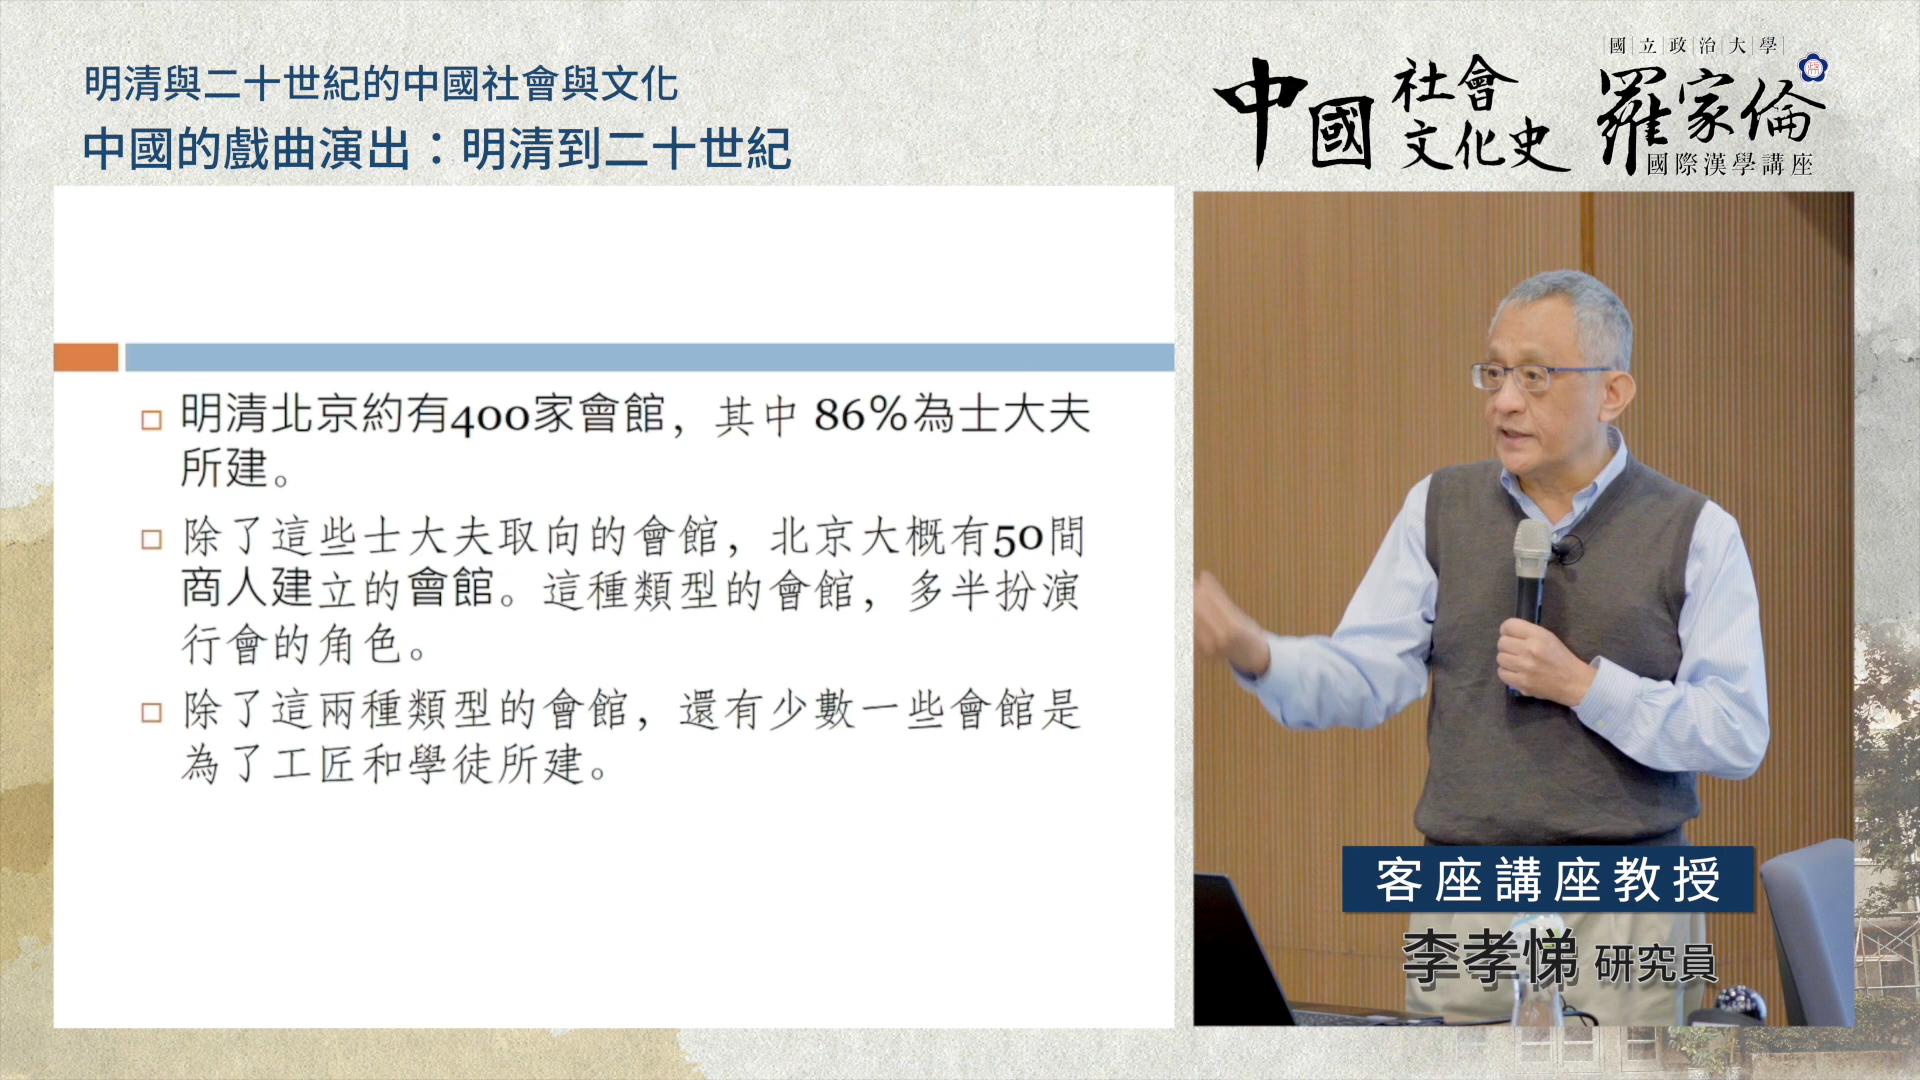 明清與二十世紀的中國社會與文化
中國的戲曲演出：明清到二十世紀
中國
社會
文化史
國立政治大學
羅家倫
國際漢學講座
明清北京約有400家會館，其中 86%為士大夫
所建。
除了這些士大夫取向的會館，北京大概有50間
商人建立的會館。這種類型的會館，多半扮演
行會的角色。
除了這兩種類型的會館，還有少數一些會館是
為了工匠和學徒所建。
客座講座教授
李孝悌 研究員